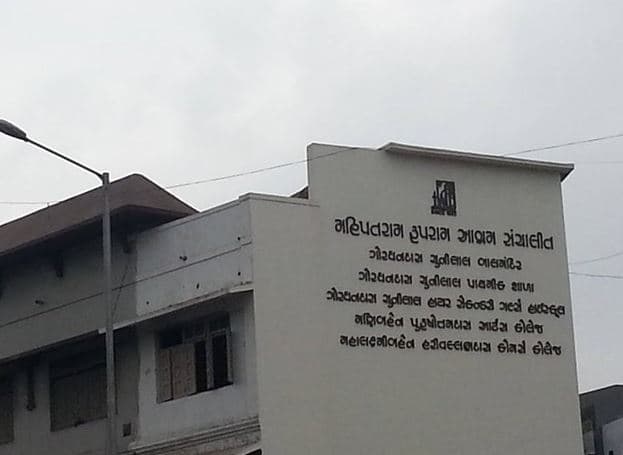 મહિપતરામ રૂપરામ આશ્રમ સંચાલીત
ગોરધનદાસ ચુનીલાલ બાલમંદિર
ગોરધનદાસ ચુનીલાલ પ્રાથમીક શાળા
ગોરધનદાસ ચુનીલાલ હાયર સેકન્ડરી ગર્લ્સ હાઈસ્કૂલ
મણિબહેન પુરૂષોતમદાસ આર્ટસ કોલેજ
મહાલક્ષ્મીબહેન હરીવલ્લભદાસ કોમર્સ કોલેજ